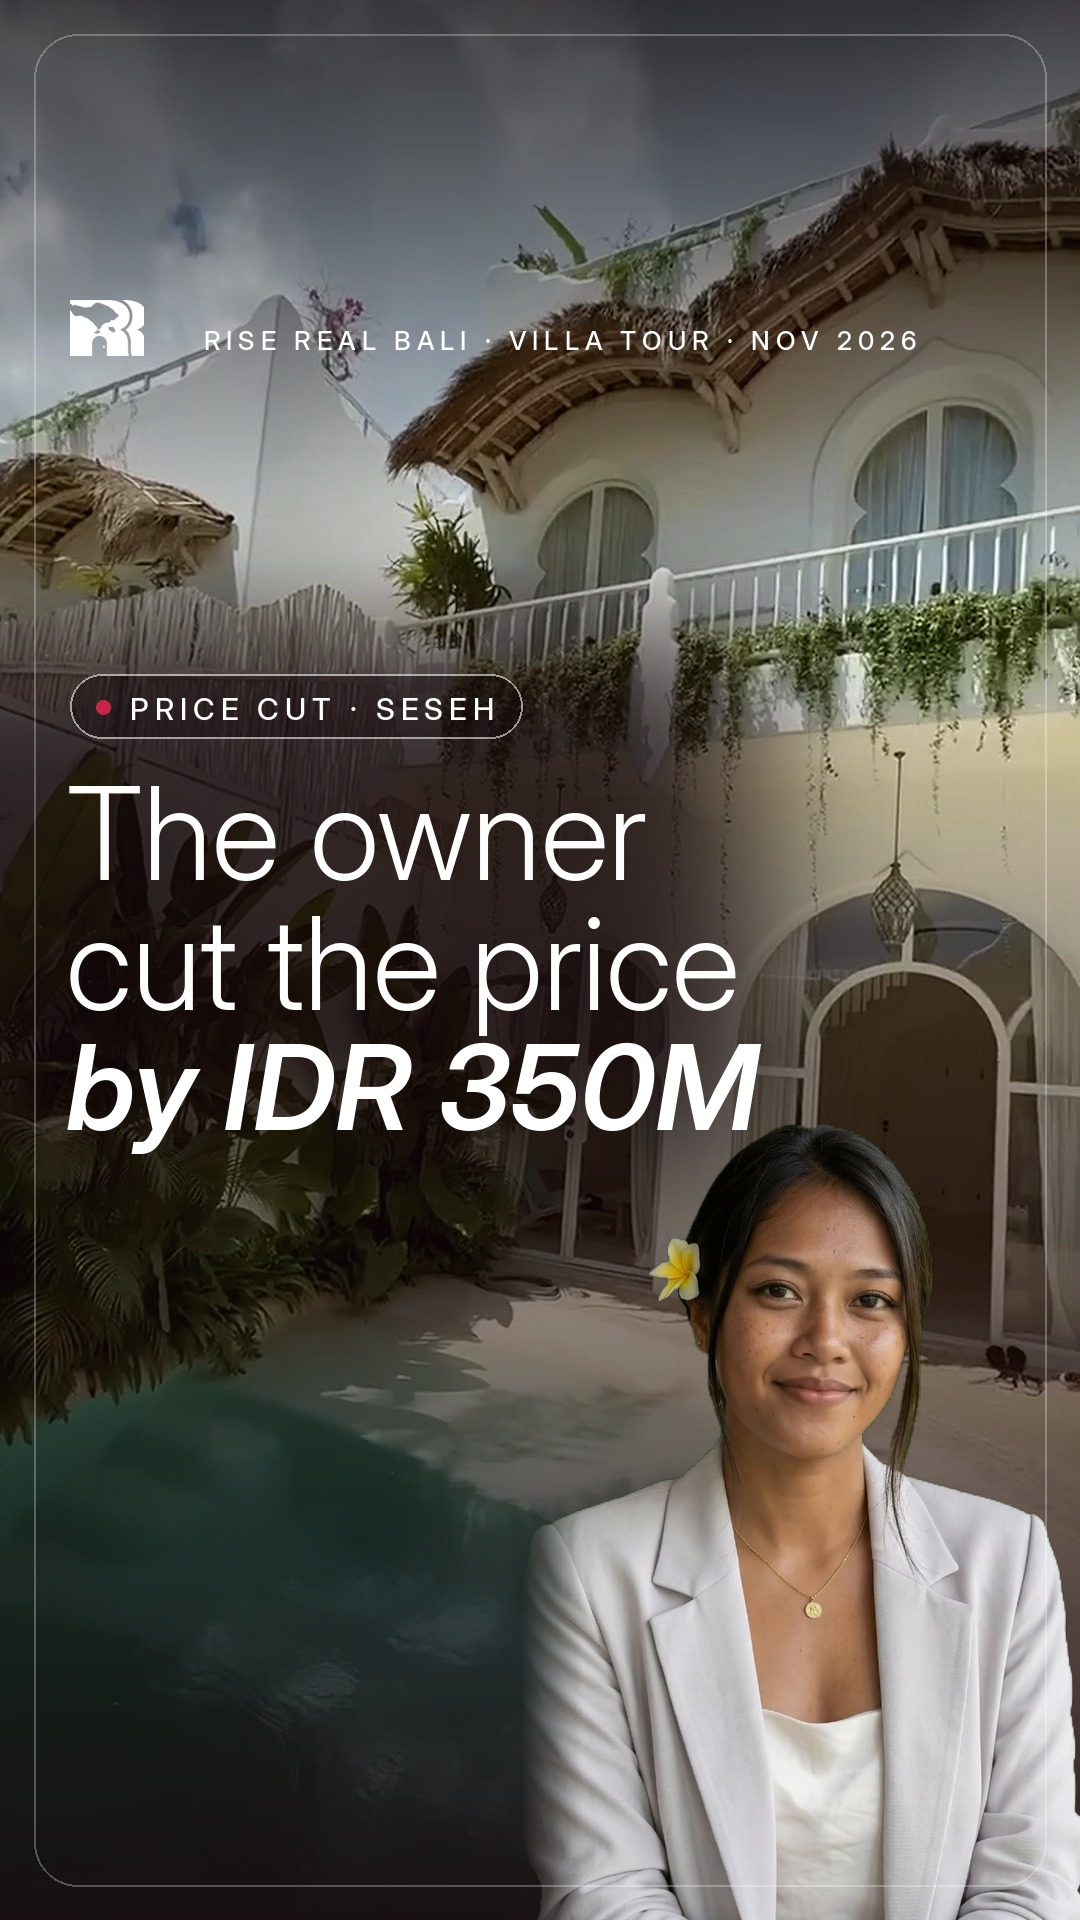 RISE REAL BALI · VILLA TOUR · NOV 2026
PRICE CUT · SESEH
The owner
cut the price
by IDR 350M